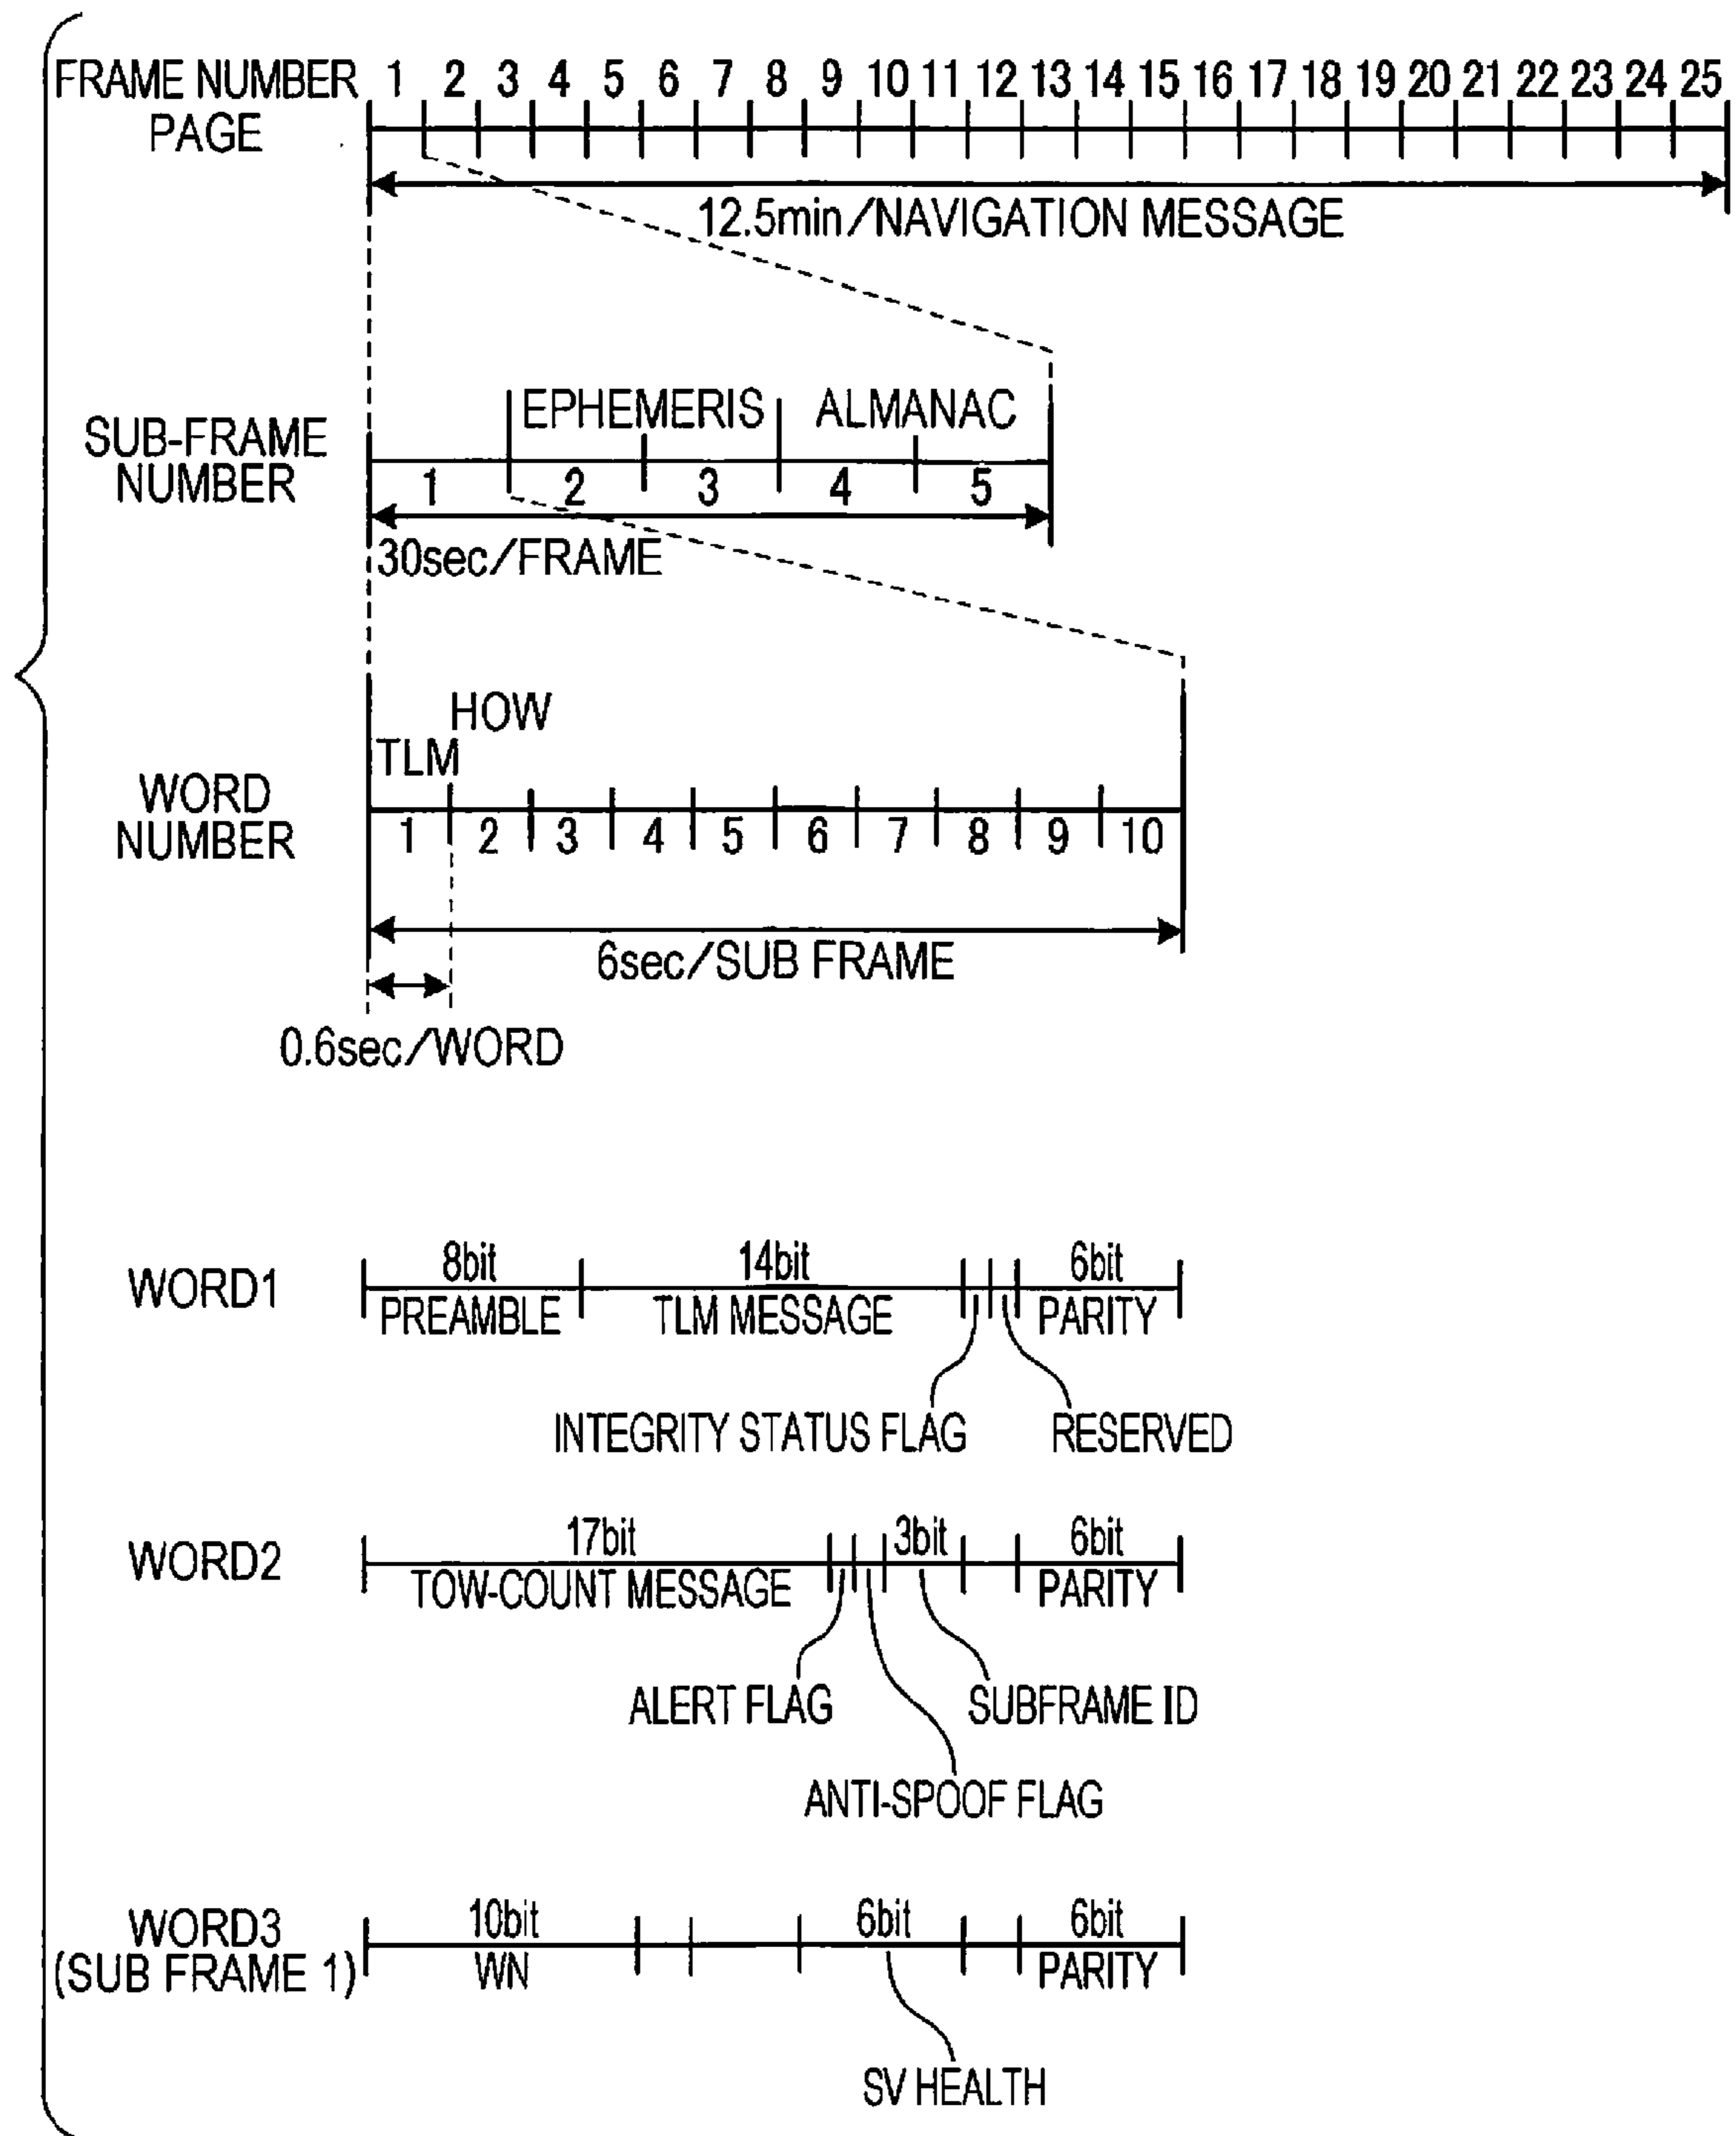 FRAME NUMBER 1 2 3 4 5 6 7 8 9 10 11 12 13 14 15 16 17 18 19 20 21 22 23 24 25
PAGE
12.5min/NAVIGATION MESSAGE
EPHEMERIS ALMANAC
SUB-FRAME
NUMBER 1 2 3 4 5
30sec/FRAME
HOW
TLM
WORD
NUMBER 1 2 3 4 5 6 7 8 9 10
6sec/SUB FRAME
0.6sec/WORD
8bit 14bit 6bit
WORD1
PREAMBLE TLM MESSAGE PARITY
INTEGRITY STATUS FLAG RESERVED
17bit 3bit 6bit
WORD2
TOW-COUNT MESSAGE PARITY
ALERT FLAG SUBFRAME ID
ANTI-SPOOF FLAG
10bit 6bit 6bit
WORD3
(SUB FRAME 1) WN PARITY
SV HEALTH